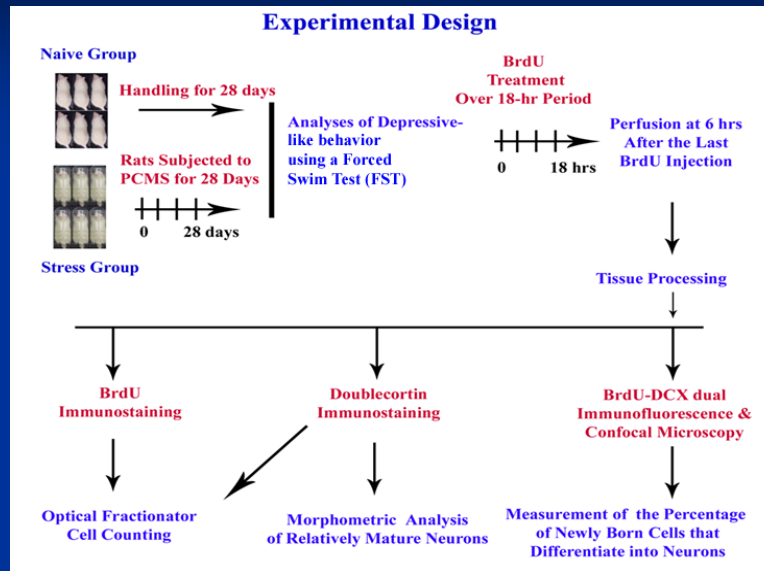 Experimental Design
Naive Group
Handling for 28 days
Rats Subjected to
PCMS for 28 Days
0 28 days
Stress Group
Analyses of Depressive-
like behavior
using a Forced
Swim Test (FST)
BrdU
Treatment
Over 18-hr Period
0 18 hrs
Perfusion at 6 hrs
After the Last
BrdU Injection
Tissue Processing
BrdU
Immunostaining
Doublecortin
Immunostaining
BrdU-DCX dual
Immunofluorescence &
Confocal Microscopy
Optical Fractionator
Cell Counting
Morphometric Analysis
of Relatively Mature Neurons
Measurement of the Percentage
of Newly Born Cells that
Differentiate into Neurons